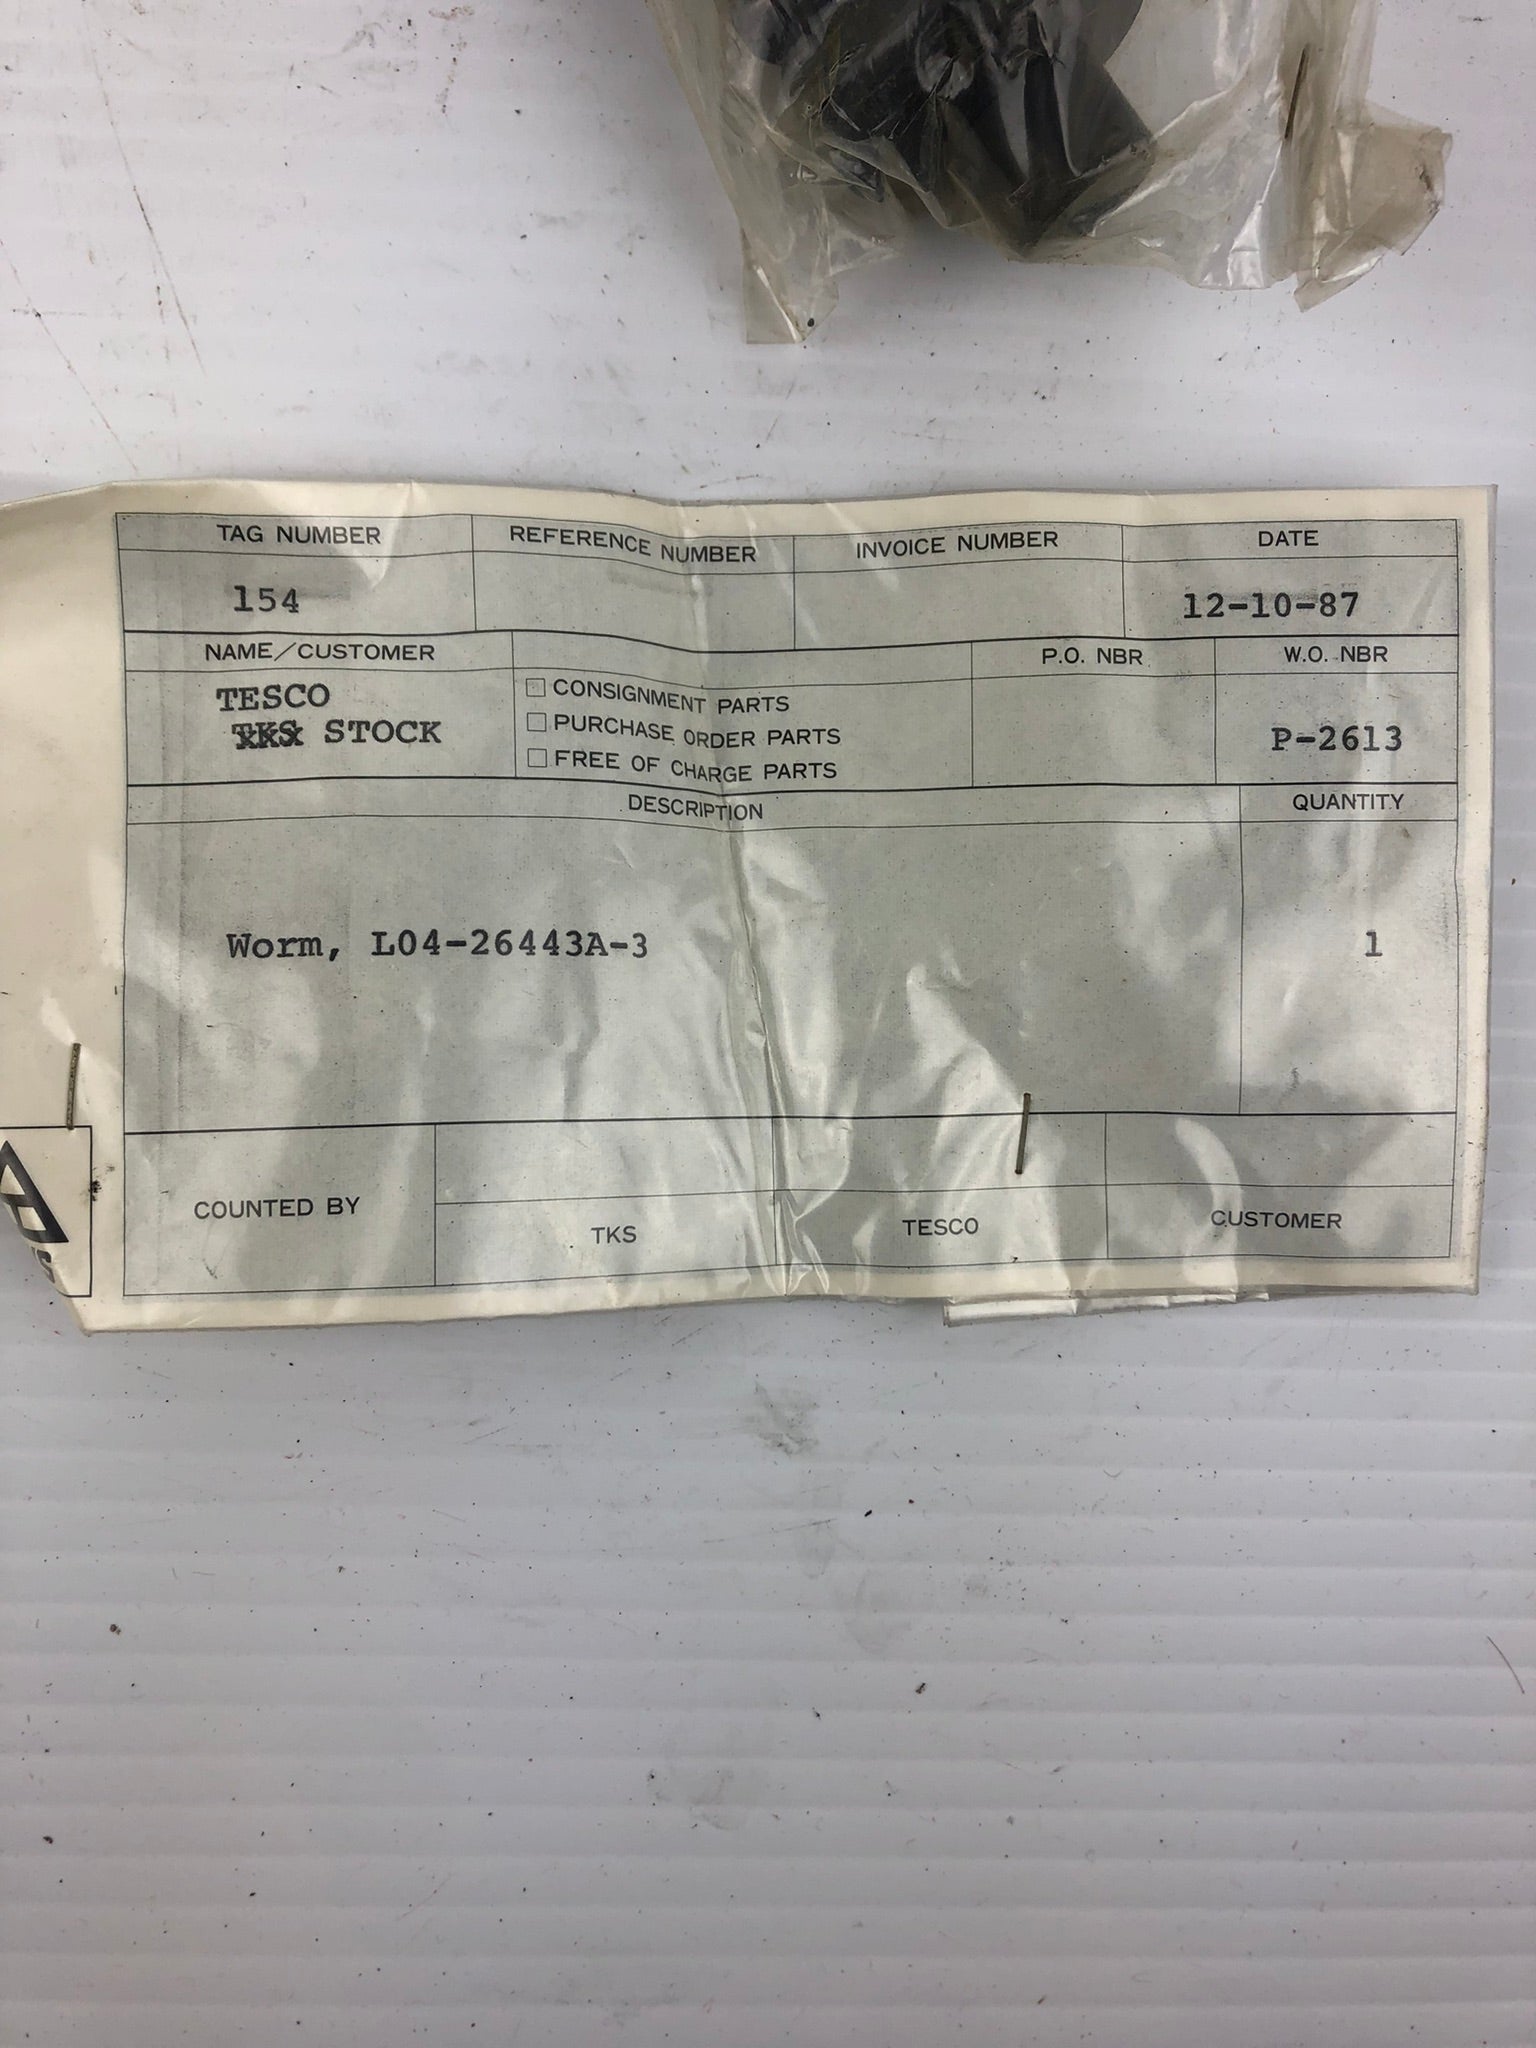 TAG NUMBER REFERENCE NUMBER INVOICE NUMBER DATE
154 12-10-87
NAME/CUSTOMER P.O. NBR W.O. NBR
TESCO
TKS STOCK
☐ CONSIGNMENT PARTS
☐ PURCHASE ORDER PARTS
☐ FREE OF CHARGE PARTS
P-2613
DESCRIPTION QUANTITY
Worm, L04-26443A-3 1
COUNTED BY TKS TESCO CUSTOMER